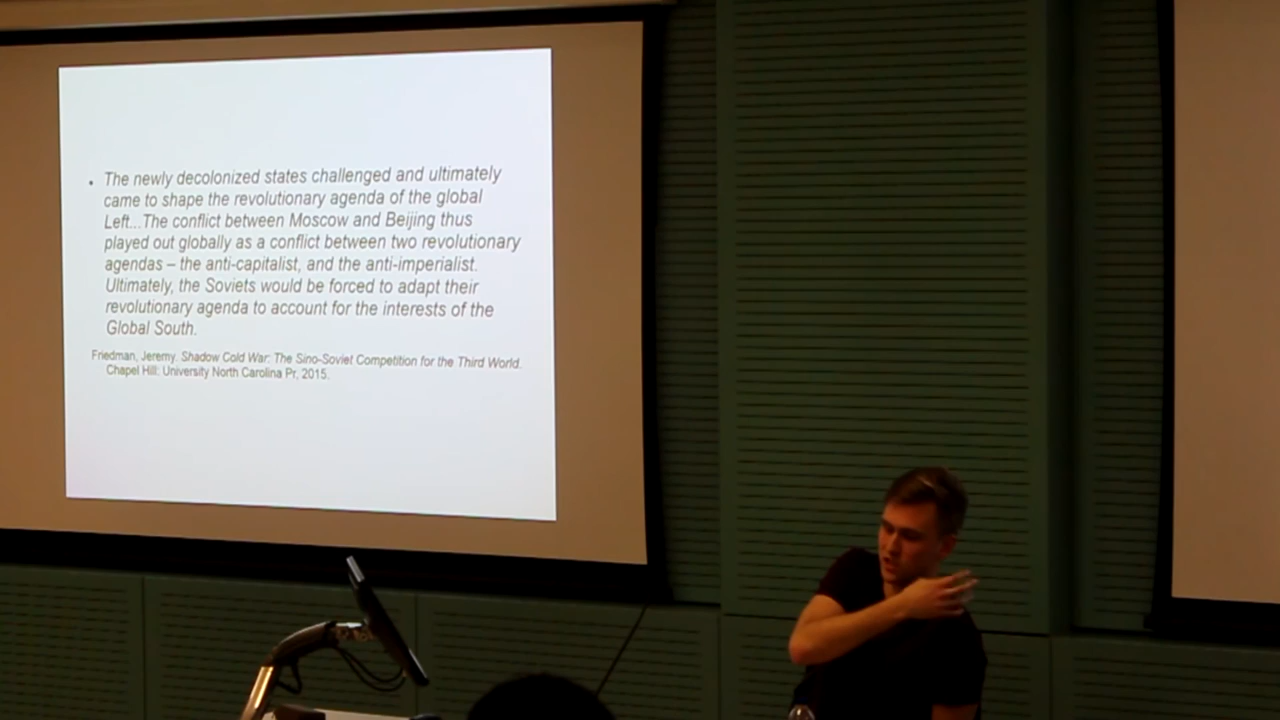 • The newly decolonized states challenged and ultimately
came to shape the revolutionary agenda of the global
Left...The conflict between Moscow and Beijing thus
played out globally as a conflict between two revolutionary
agendas – the anti-capitalist, and the anti-imperialist.
Ultimately, the Soviets would be forced to adapt their
revolutionary agenda to account for the interests of the
Global South.
Friedman, Jeremy. Shadow Cold War: The Sino-Soviet Competition for the Third World.
Chapel Hill: University North Carolina Pr, 2015.